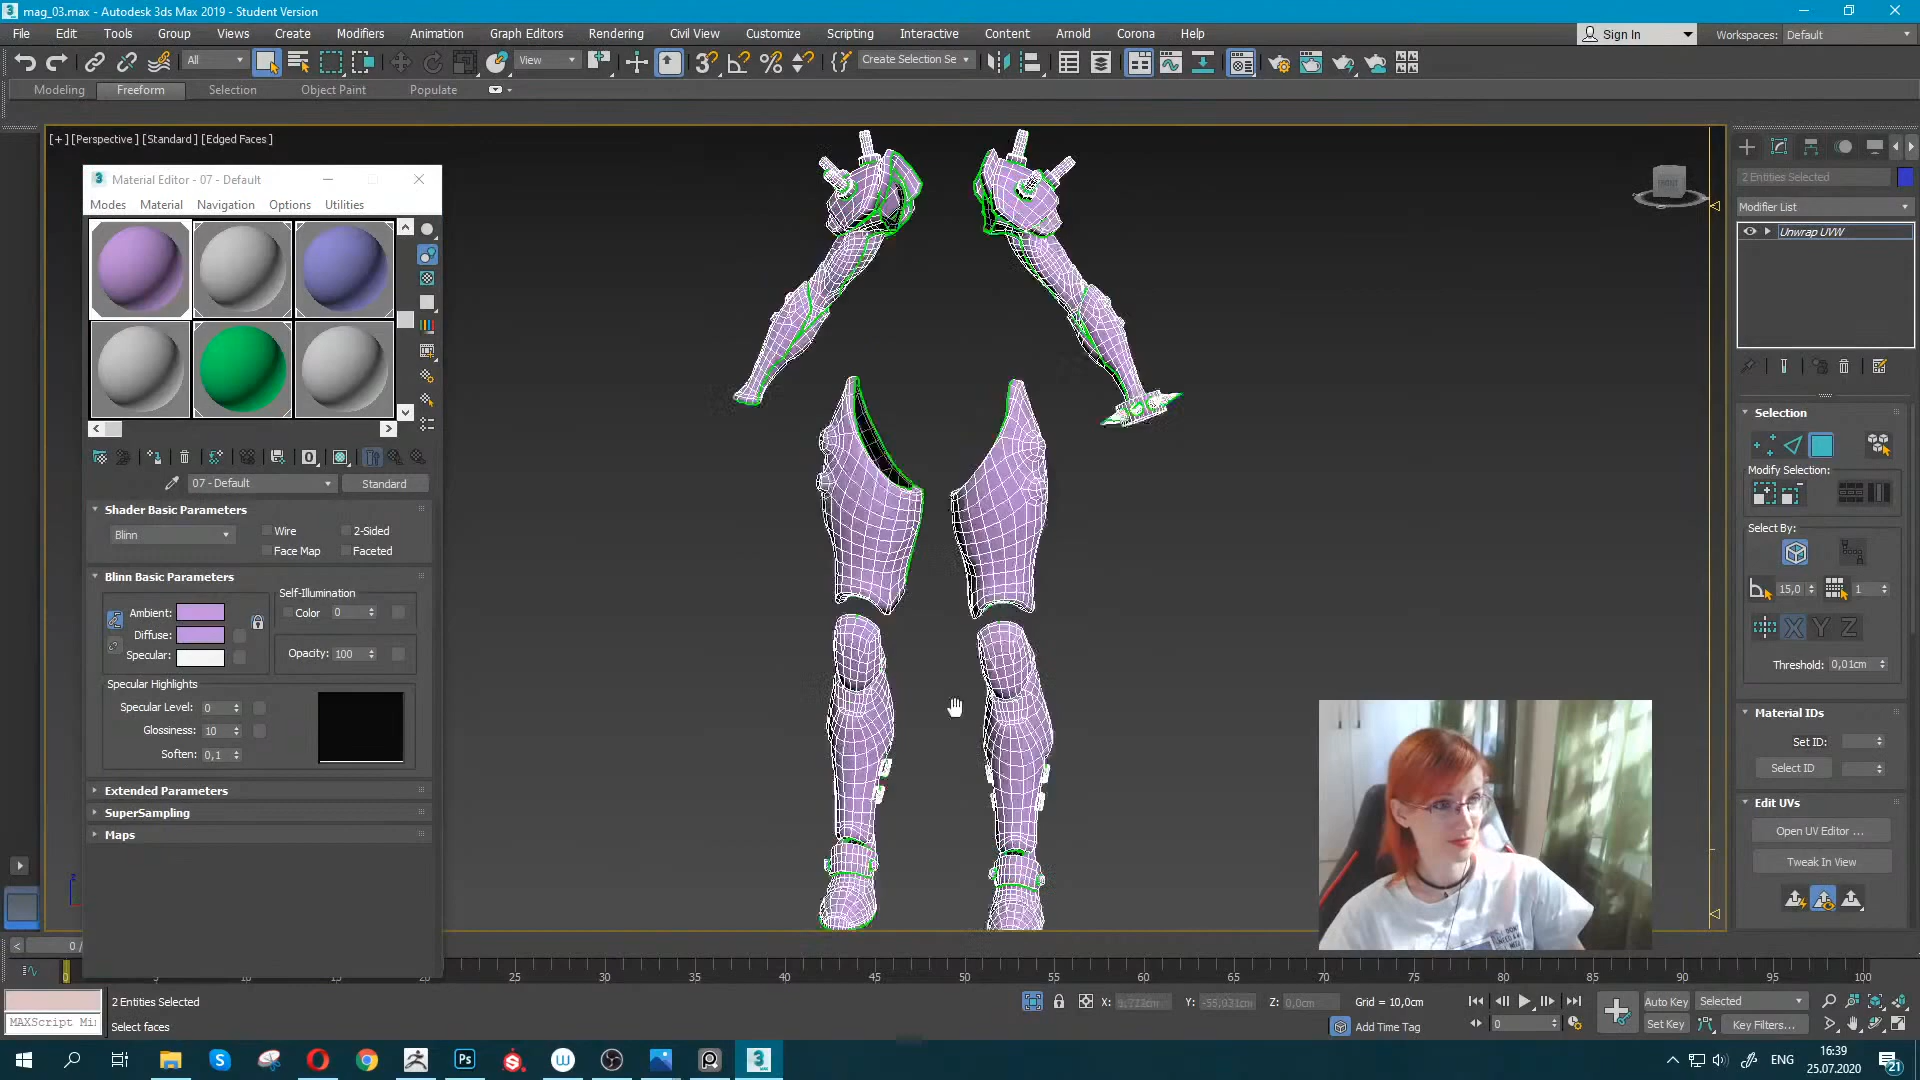 mag_03.max - Autodesk 3ds Max 2019 - Student Version
File Edit Tools Group Views Create Modifiers Animation Graph Editors Rendering Civil View Customize Scripting Interactive Content Arnold Corona Help
Sign In
Workspaces: Default
All
View
Create Selection Se
Modeling Freeform Selection Object Paint Populate
[+] [Perspective] [Standard] [Edged Faces]
Material Editor - 07 - Default
Modes Material Navigation Options Utilities
07 - Default
Standard
Shader Basic Parameters
Blinn
Wire
2-Sided
Face Map
Faceted
Blinn Basic Parameters
Self-Illumination
Ambient:
Color 0
Diffuse:
Specular:
Opacity: 100
Specular Highlights
Specular Level: 0
Glossiness: 10
Soften: 0,1
Extended Parameters
SuperSampling
Maps
2 Entities Selected
Modifier List
Unwrap UVW
Selection
Modify Selection:
Select By:
15,0
1
X Y Z
Threshold: 0,01cm
Material IDs
Set ID:
Select ID
Edit UVs
Open UV Editor ...
Tweak In View
0 /
0 25 30 35 40 45 50 55 60 65 70 75 80 85 90 95 100
2 Entities Selected
X:
Y: -55,031cm
Z: 0,0cm
Grid = 10,0cm
Auto Key
Selected
MAXScript Mi
Select faces
Add Time Tag
0
Set Key
Key Filters...
ENG
16:39
25.07.2020
21